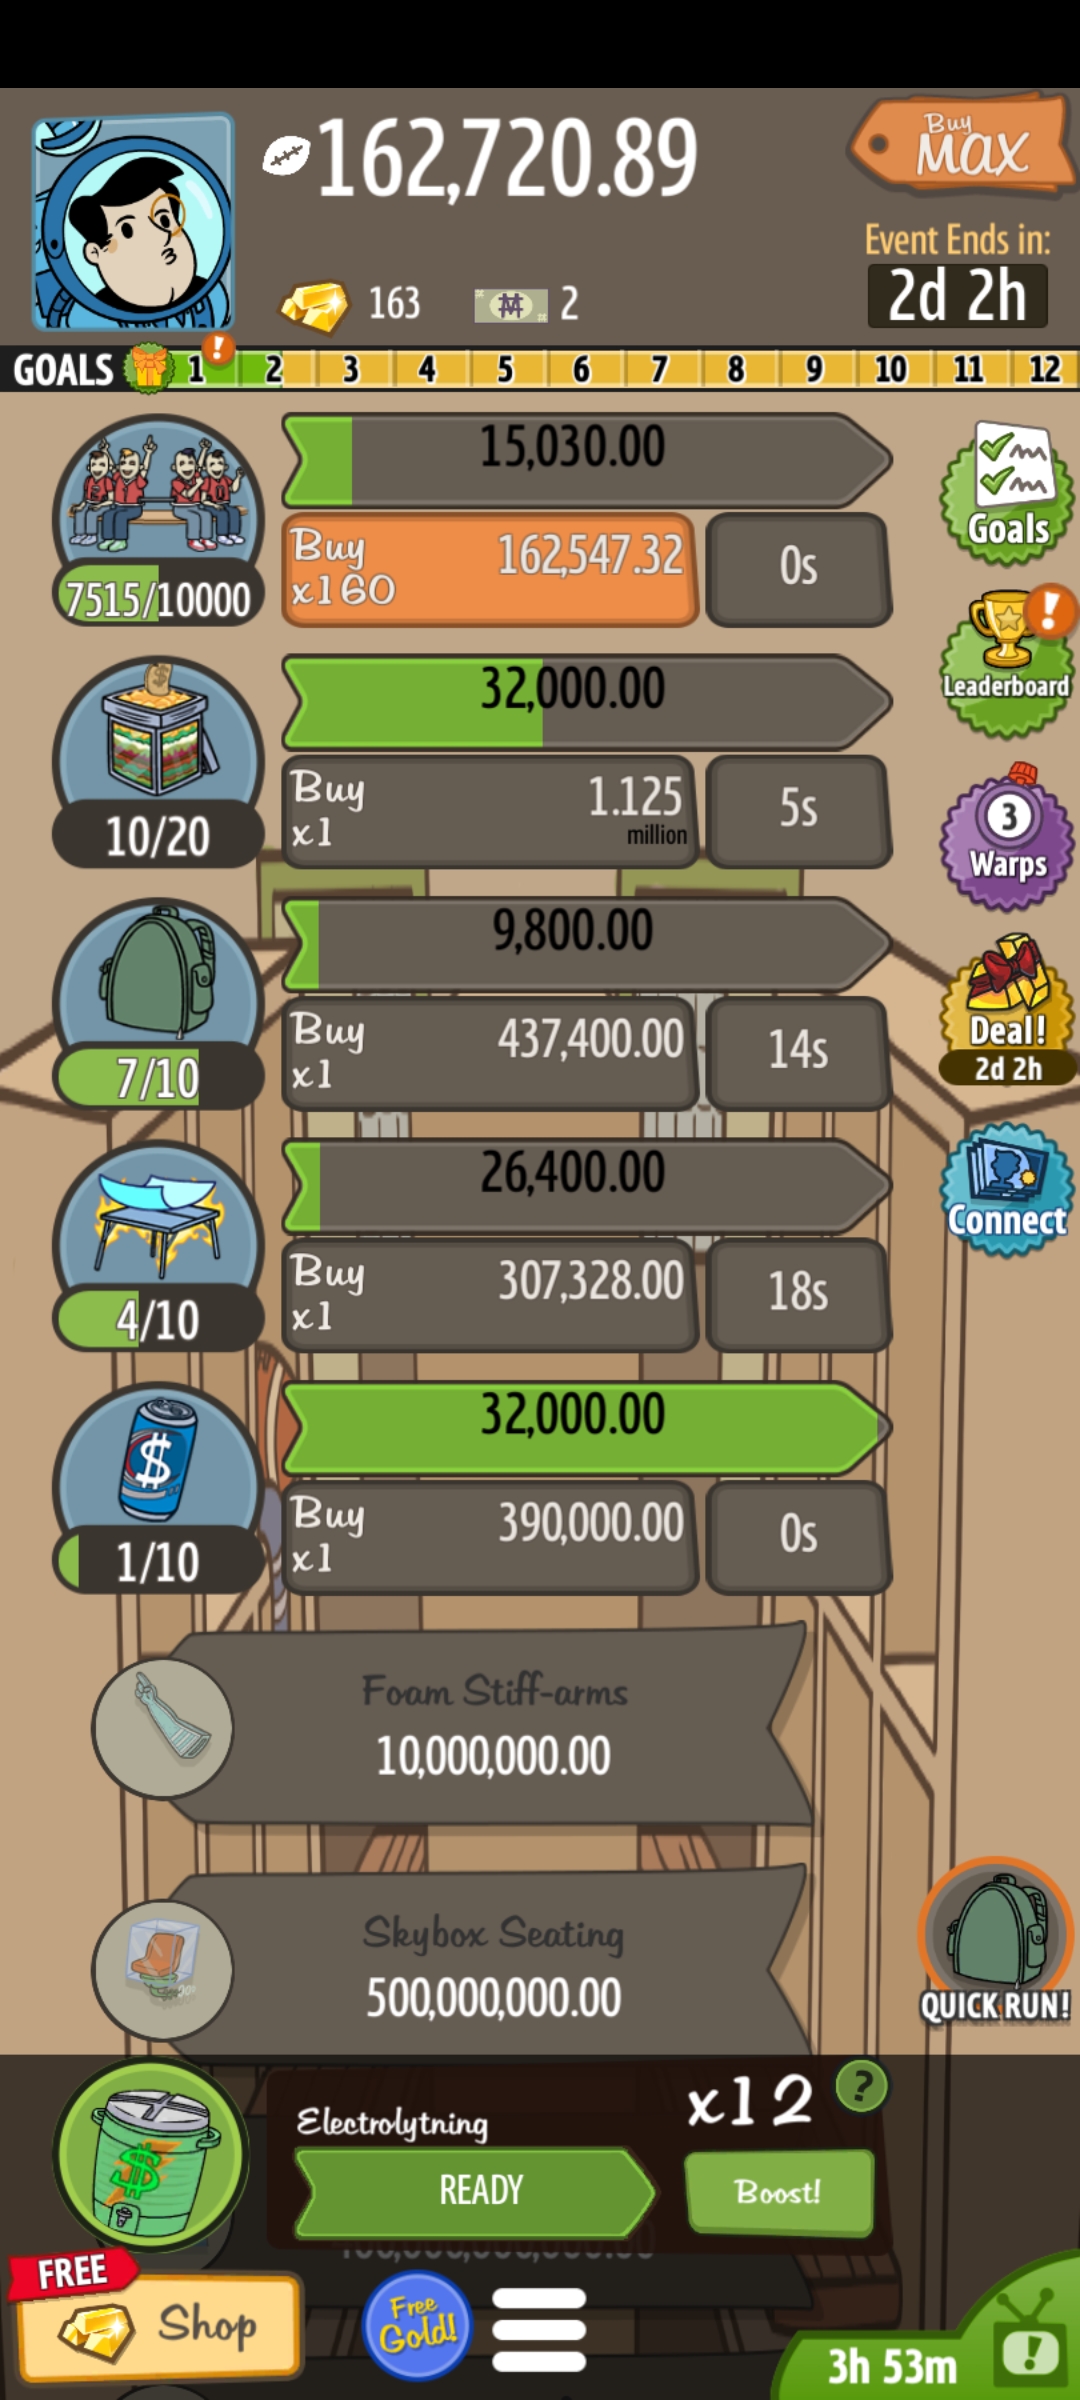 162,720.89
Buy
MAX
Event Ends in:
2d 2h
163
2
GOALS 1 ! 2 3 4 5 6 7 8 9 10 11 12
15,030.00
7515/10000
Buy
x160
162,547.32
0s
Goals
32,000.00
10/20
Buy
x1
1.125
million
5s
!
Leaderboard
9,800.00
7/10
Buy
x1
437,400.00
14s
3
Warps
26,400.00
4/10
Buy
x1
307,328.00
18s
Deal!
2d 2h
32,000.00
$
1/10
Buy
x1
390,000.00
0s
Connect
Foam Stiff-arms
10,000,000.00
Skybox Seating
500,000,000.00
QUICK RUN!
$
Electrolytning
x12
?
READY
Boost!
FREE
Shop
Free
Gold!
3h 53m
!